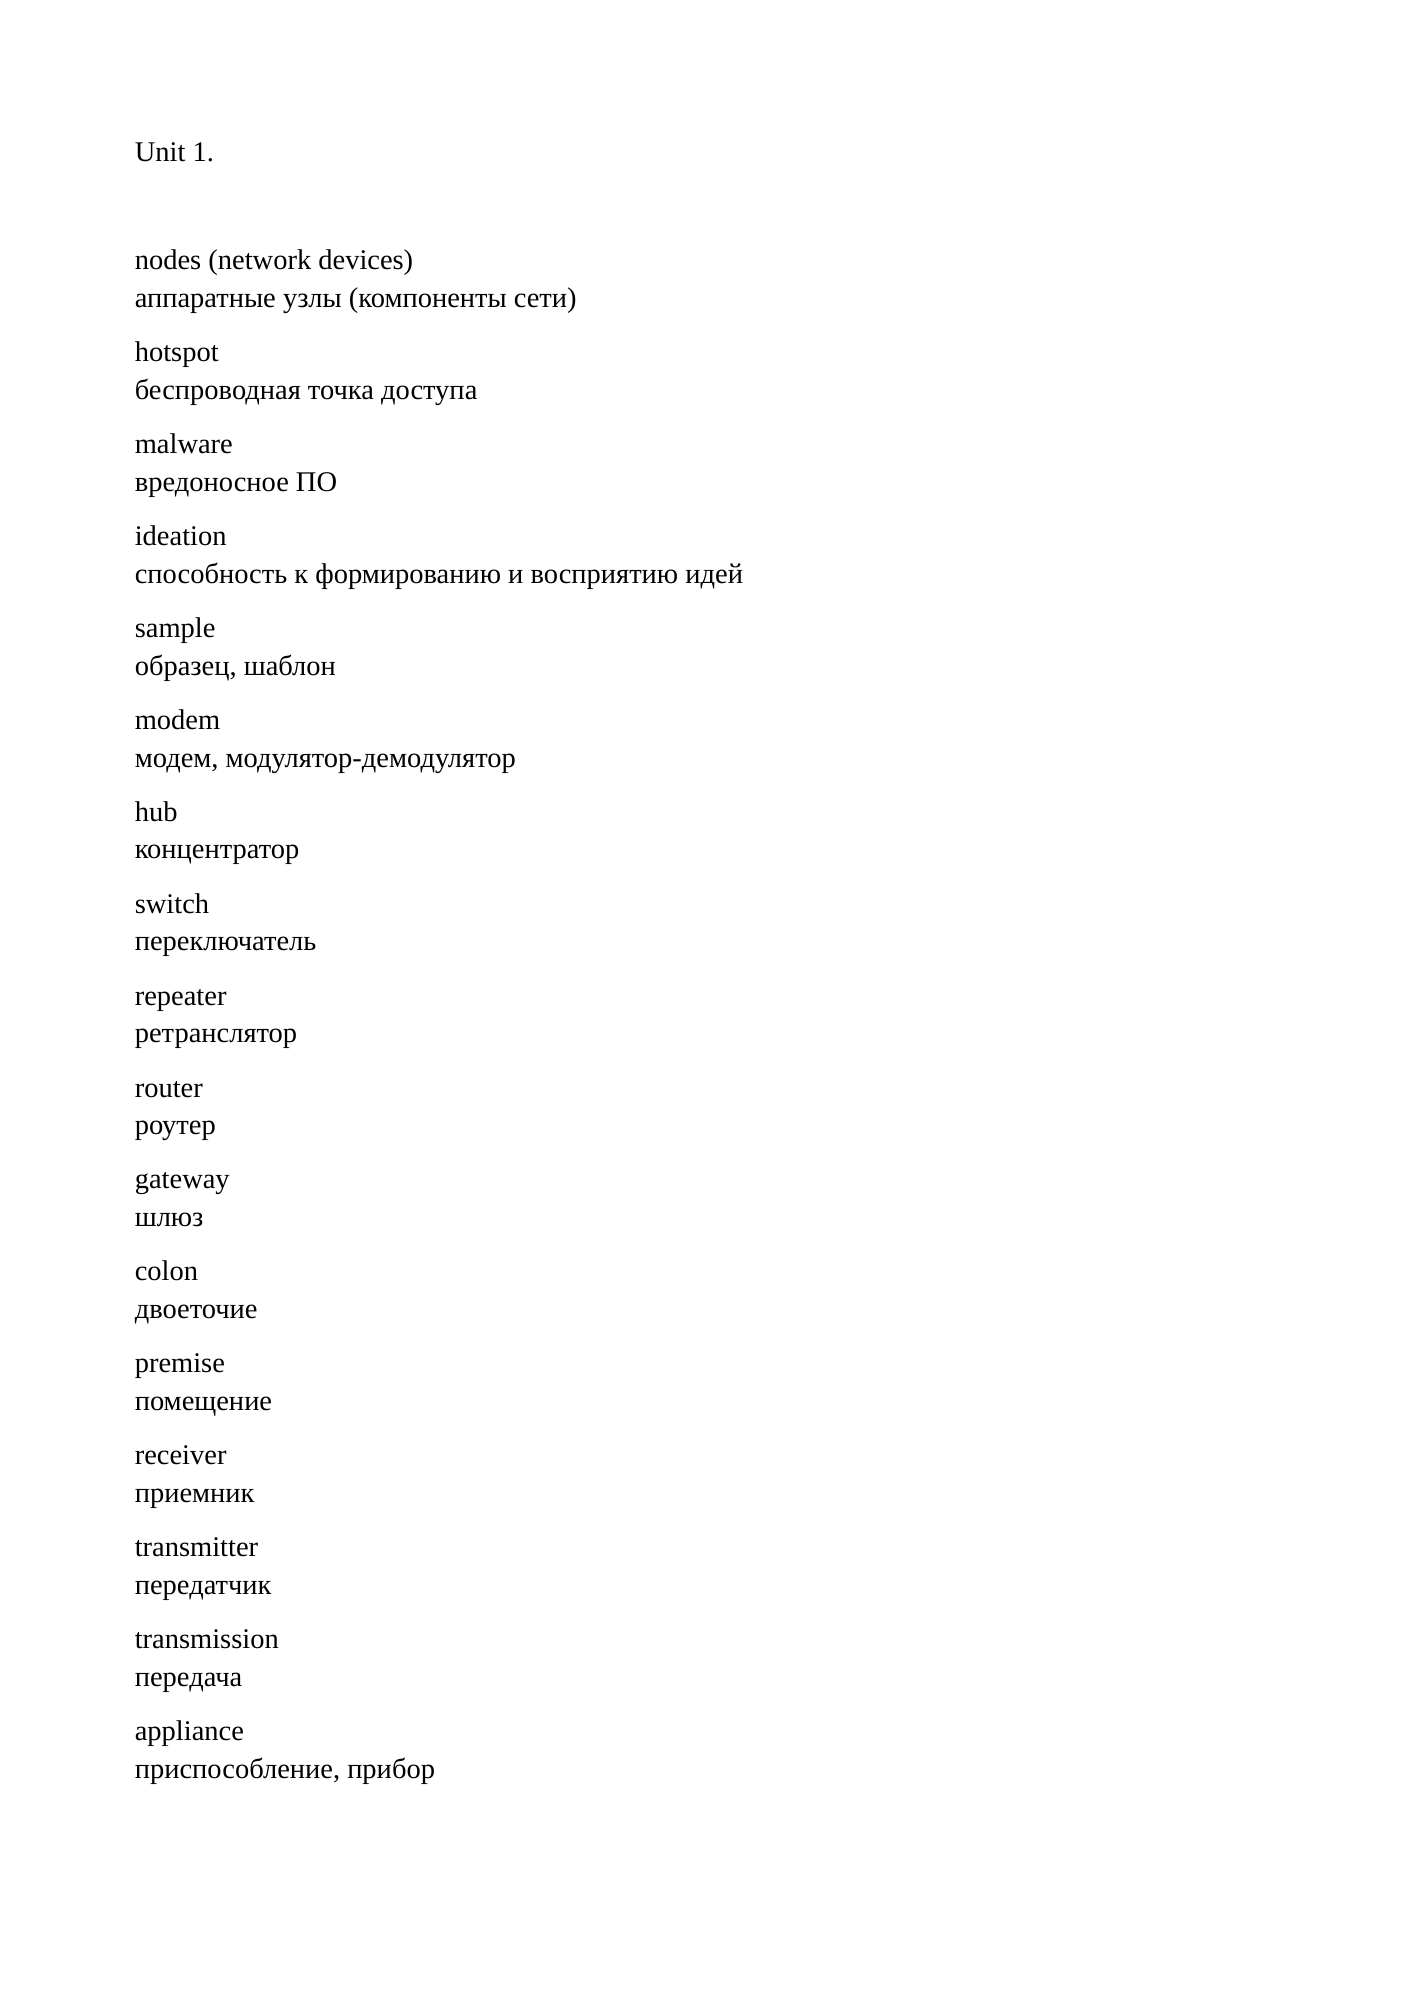 Unit 1.
nodes (network devices)
аппаратные узлы (компоненты сети)
hotspot
беспроводная точка доступа
malware
вредоносное ПО
ideation
способность к формированию и восприятию идей
sample
образец, шаблон
modem
модем, модулятор-демодулятор
hub
концентратор
switch
переключатель
repeater
ретранслятор
router
роутер
gateway
шлюз
colon
двоеточие
premise
помещение
receiver
приемник
transmitter
передатчик
transmission
передача
appliance
приспособление, прибор